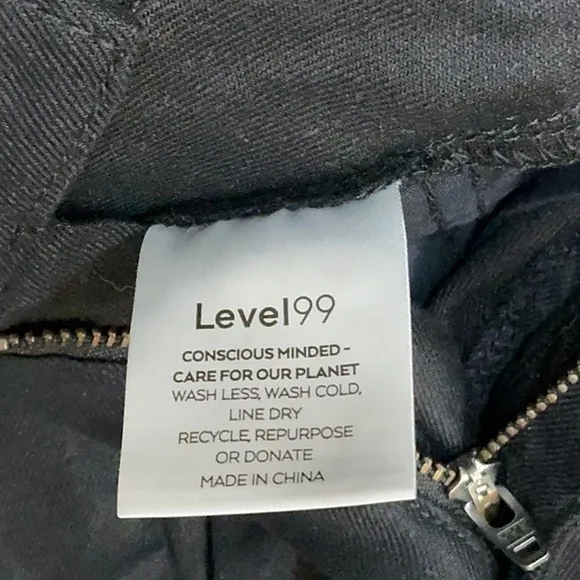 Level99
CONSCIOUS MINDED -
CARE FOR OUR PLANET
WASH LESS, WASH COLD,
LINE DRY
RECYCLE, REPURPOSE
OR DONATE
MADE IN CHINA